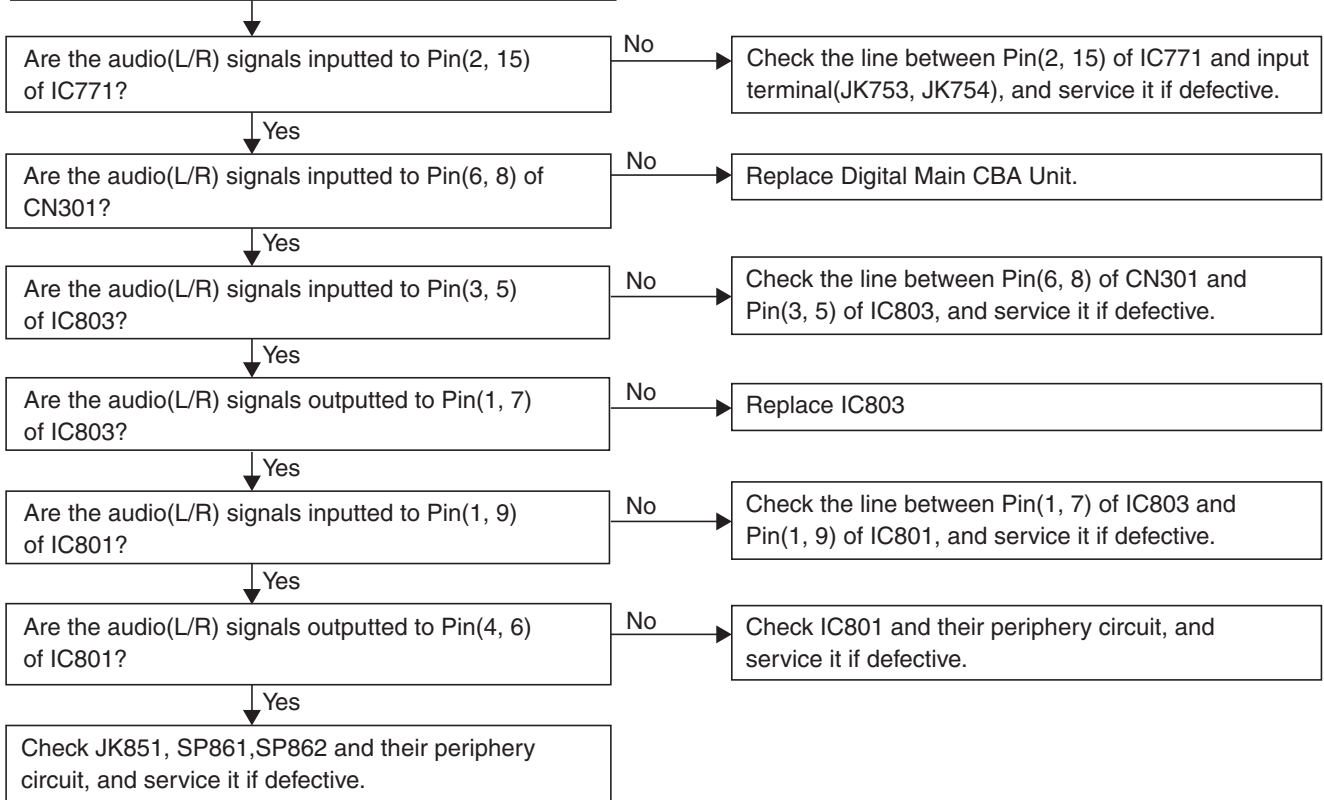 Are the audio(L/R) signals inputted to Pin(2, 15)
of IC771?
No
Check the line between Pin(2, 15) of IC771 and input
terminal(JK753, JK754), and service it if defective.
Yes
Are the audio(L/R) signals inputted to Pin(6, 8) of
CN301?
No
Replace Digital Main CBA Unit.
Yes
Are the audio(L/R) signals inputted to Pin(3, 5)
of IC803?
No
Check the line between Pin(6, 8) of CN301 and
Pin(3, 5) of IC803, and service it if defective.
Yes
Are the audio(L/R) signals outputted to Pin(1, 7)
of IC803?
No
Replace IC803
Yes
Are the audio(L/R) signals inputted to Pin(1, 9)
of IC801?
No
Check the line between Pin(1, 7) of IC803 and
Pin(1, 9) of IC801, and service it if defective.
Yes
Are the audio(L/R) signals outputted to Pin(4, 6)
of IC801?
No
Check IC801 and their periphery circuit, and
service it if defective.
Yes
Check JK851, SP861,SP862 and their periphery
circuit, and service it if defective.